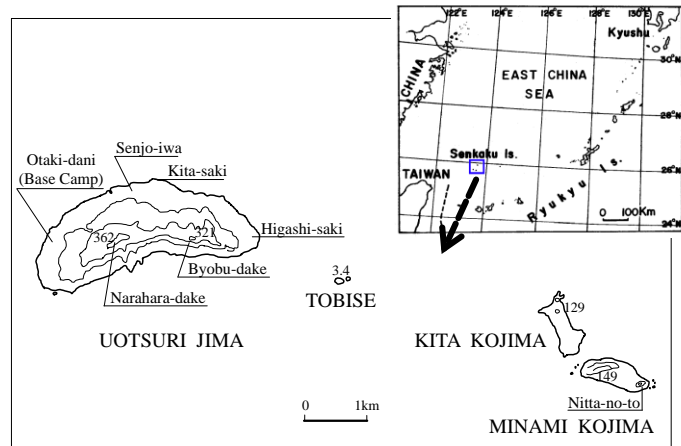 122°E 124°E 126°E 128°E 130°E
Kyushu
30°N
CHINA
EAST CHINA
SEA
28°N
Senkaku Is.
26°N
TAIWAN
Ryukyu Is.
0 100Km
24°N
Senjo-iwa
Otaki-dani
(Base Camp)
Kita-saki
Higashi-saki
362
321
Byobu-dake
Narahara-dake
3.4
TOBISE
UOTSURI JIMA
129
KITA KOJIMA
149
Nitta-no-to
MINAMI KOJIMA
0 1km